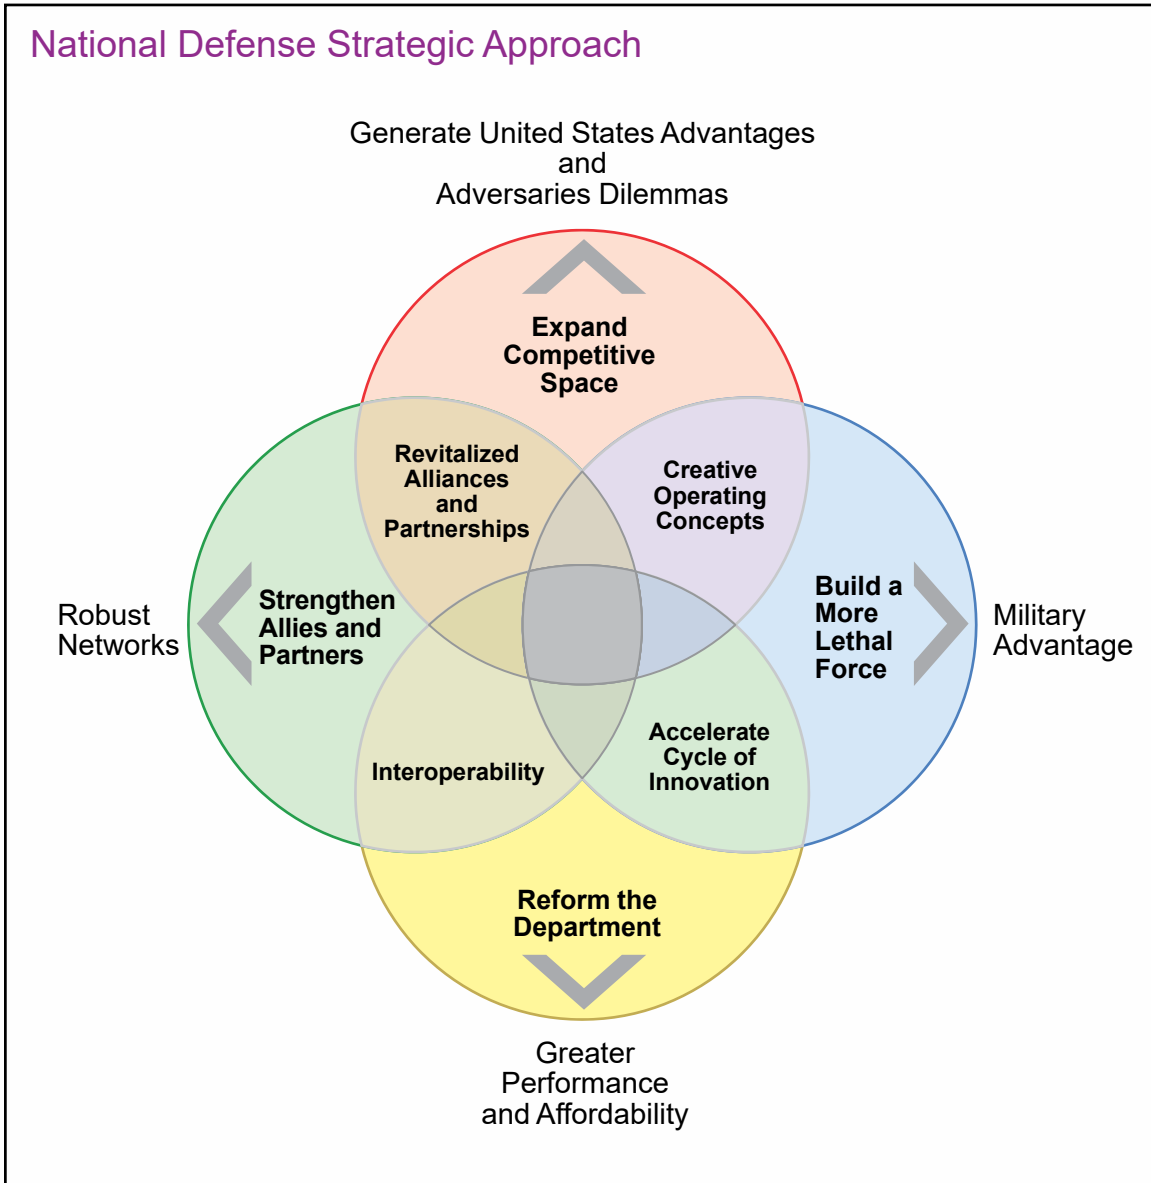 National Defense Strategic Approach
Generate United States Advantages
and
Adversaries Dilemmas
Expand
Competitive
Space
Revitalized
Alliances
and
Partnerships
Creative
Operating
Concepts
Robust
Networks
Strengthen
Allies and
Partners
Build a
More
Lethal
Force
Military
Advantage
Interoperability
Accelerate
Cycle of
Innovation
Reform the
Department
Greater
Performance
and Affordability